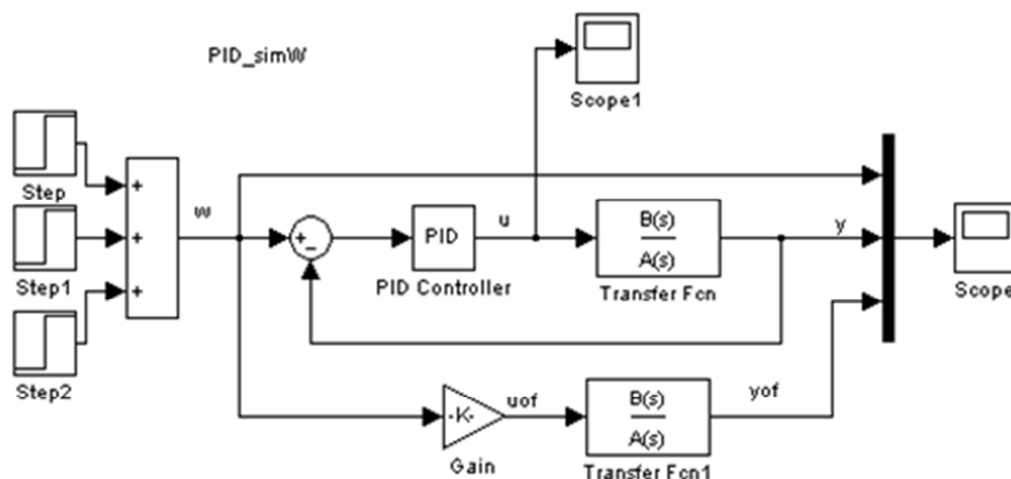 PID_simW
Scope1
Step
+
w
+
Step1
+
Step2
+
−
PID
u
PID Controller
B(s)
A(s)
Transfer Fcn
y
Scope
-K-
Gain
uof
B(s)
A(s)
Transfer Fcn1
yof